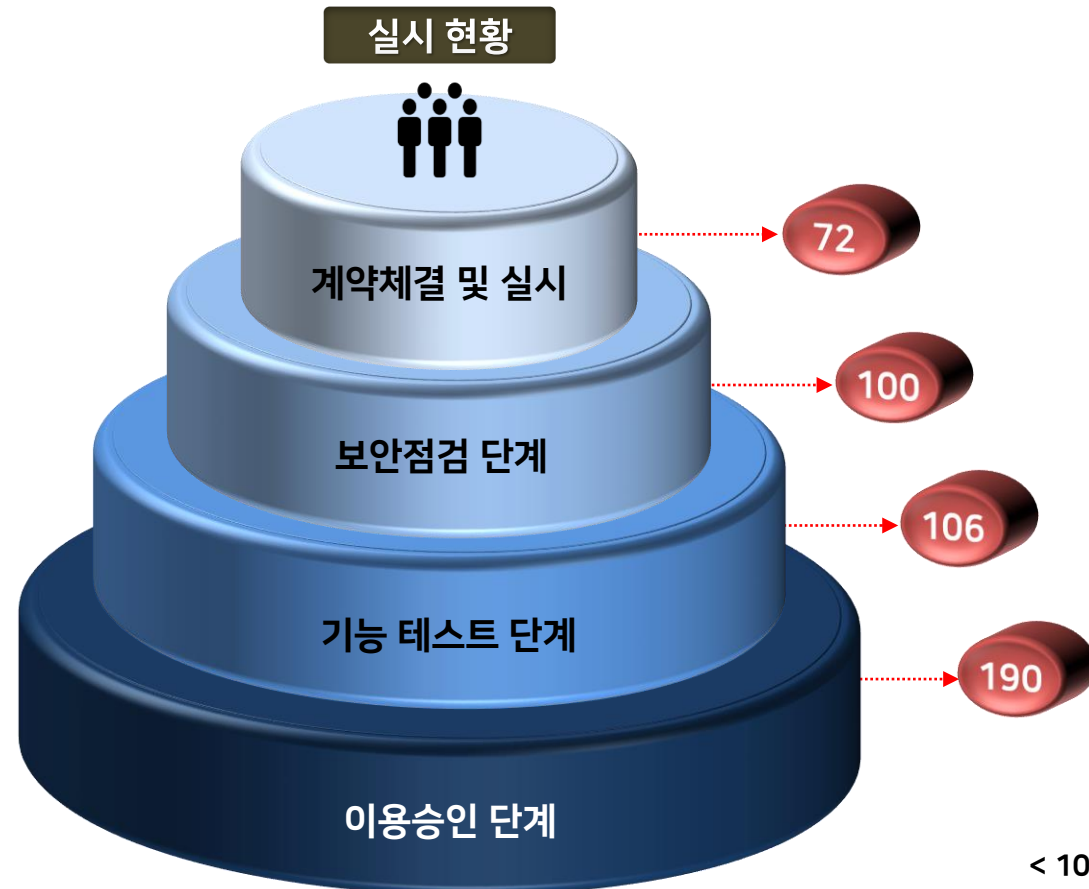 실시 현황
계약체결 및 실시
72
보안점검 단계
100
기능 테스트 단계
106
이용승인 단계
190
< 10